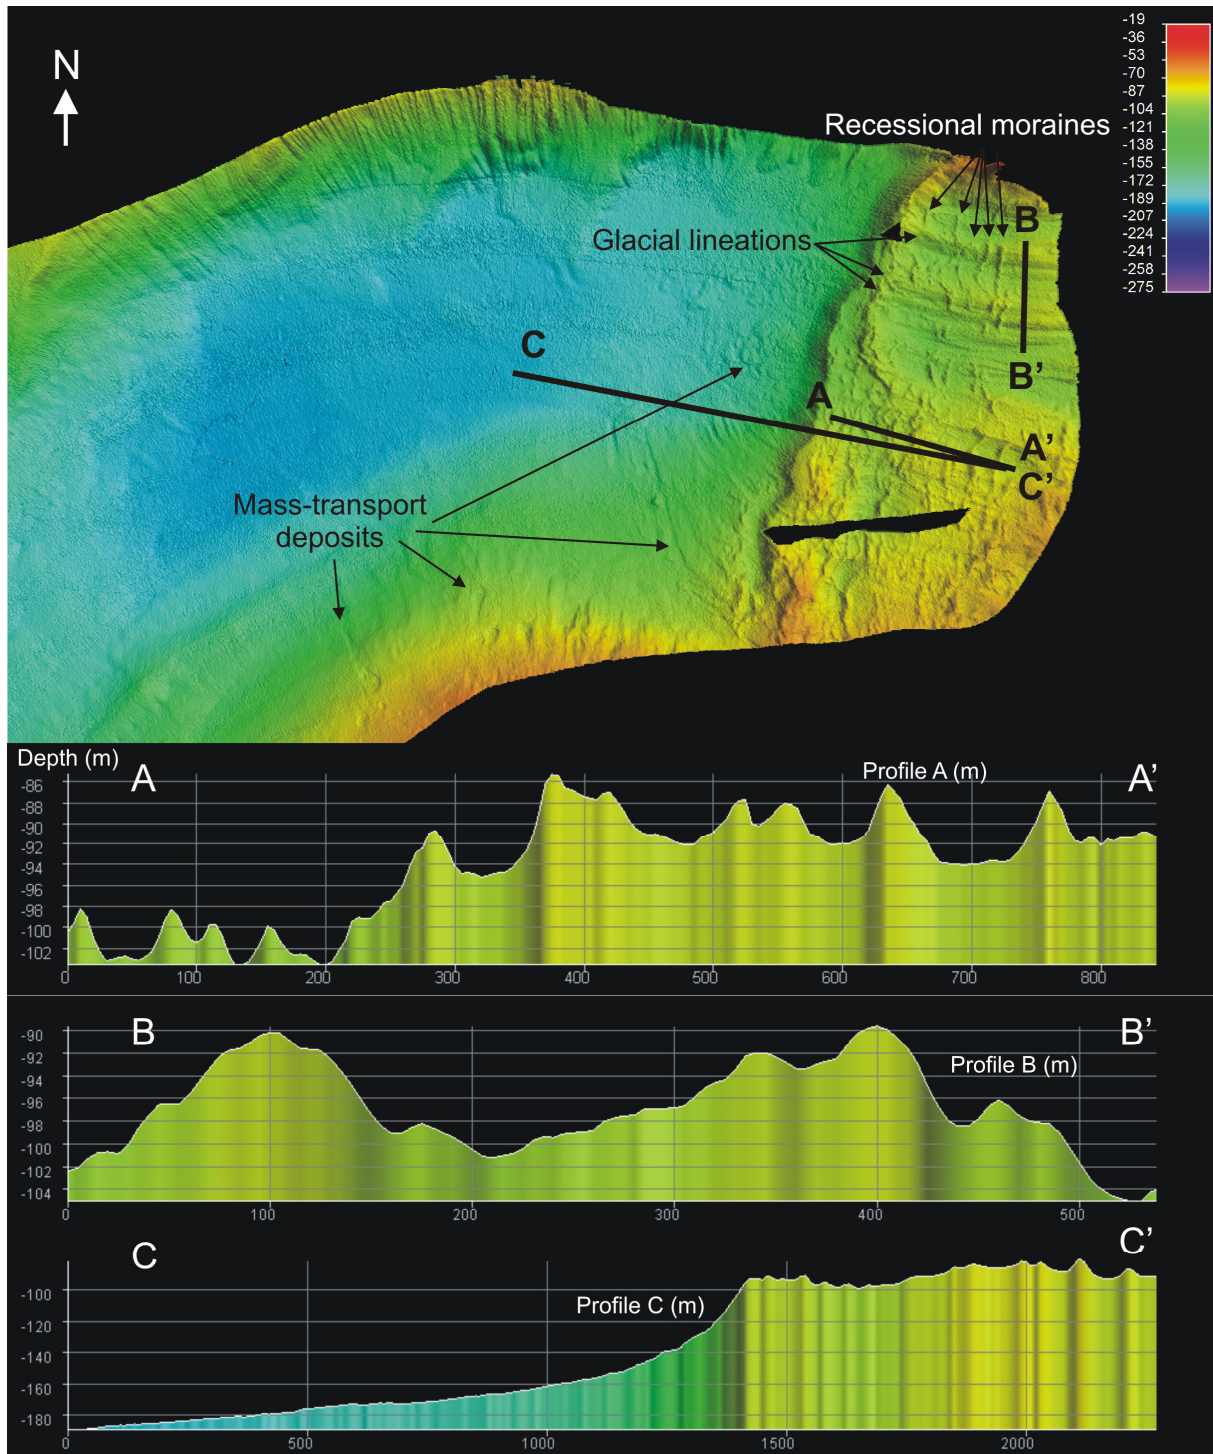 N
-19
-36
-53
-70
-87
-104
-121
-138
-155
-172
-189
-207
-224
-241
-258
-275
Recessional moraines
Glacial lineations
B
B’
C
A
A’
C’
Mass-transport
deposits
Depth (m)
A
Profile A (m)
A’
-86
-88
-90
-92
-94
-96
-98
-100
-102
0 100 200 300 400 500 600 700 800
B
B’
Profile B (m)
-90
-92
-94
-96
-98
-100
-102
-104
0 100 200 300 400 500
C
C’
Profile C (m)
-100
-120
-140
-160
-180
0 500 1000 1500 2000